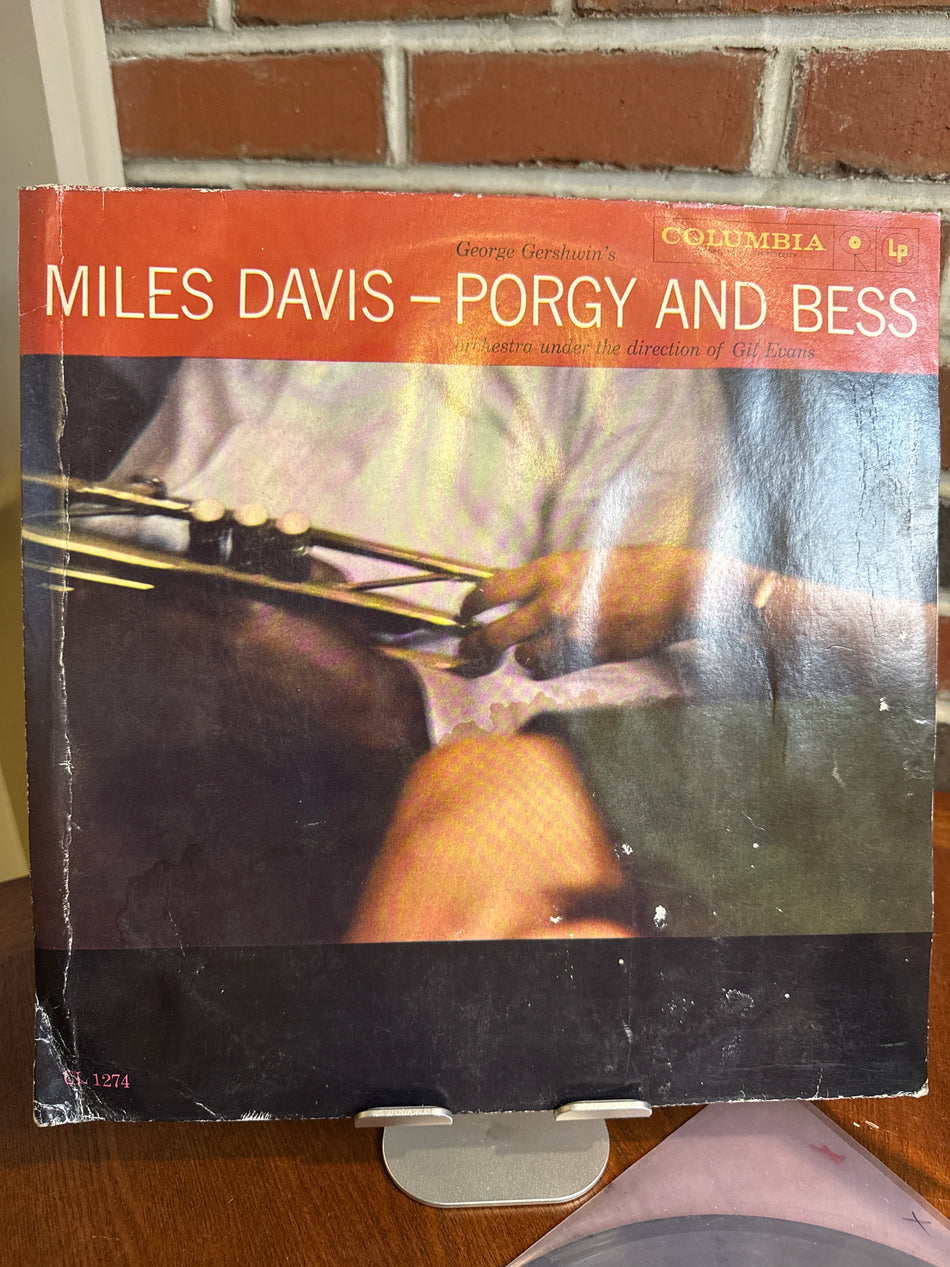 COLUMBIA
Lp
George Gershwin's
MILES DAVIS – PORGY AND BESS
orchestra under the direction of Gil Evans
CL 1274
X